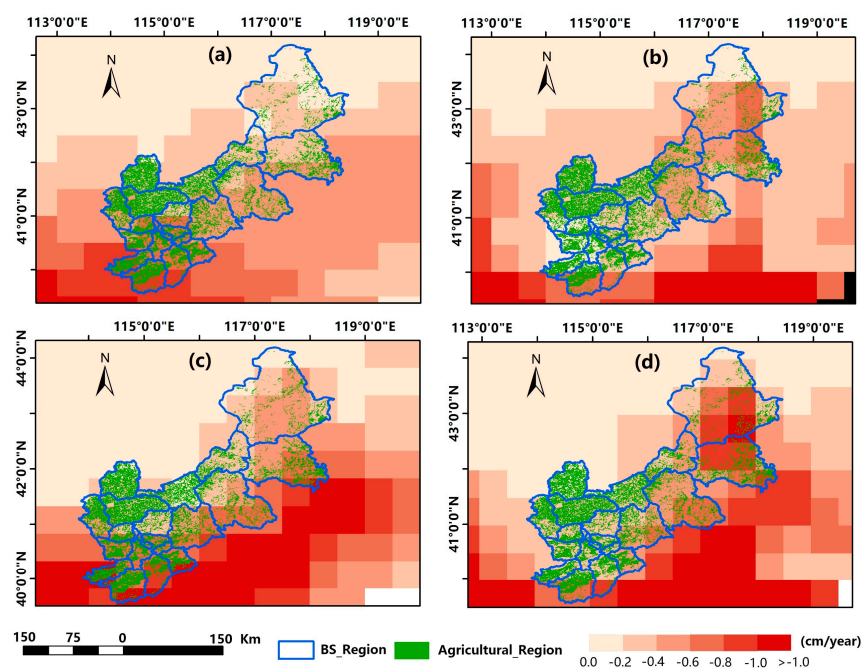 113°0'0"E 115°0'0"E 117°0'0"E 119°0'0"E
113°0'0"E 115°0'0"E 117°0'0"E 119°0'0"E
(a)
(b)
N
N
43°0'0"N
43°0'0"N
41°0'0"N
41°0'0"N
115°0'0"E 117°0'0"E 119°0'0"E
113°0'0"E 115°0'0"E 117°0'0"E 119°0'0"E
(c)
(d)
N
N
44°0'0"N
43°0'0"N
42°0'0"N
41°0'0"N
40°0'0"N
150 75 0 150 Km
BS_Region
Agricultural_Region
(cm/year)
0.0 -0.2 -0.4 -0.6 -0.8 -1.0 >-1.0